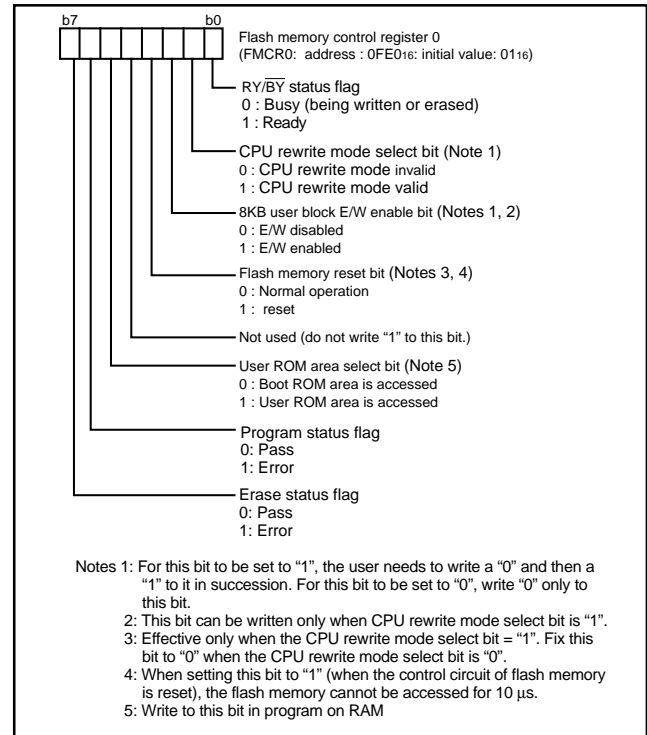 b7 b0
Flash memory control register 0
(FMCR0: address : 0FE016: initial value: 0116)
RY/BY status flag
0 : Busy (being written or erased)
1 : Ready
CPU rewrite mode select bit (Note 1)
0 : CPU rewrite mode invalid
1 : CPU rewrite mode valid
8KB user block E/W enable bit (Notes 1, 2)
0 : E/W disabled
1 : E/W enabled
Flash memory reset bit (Notes 3, 4)
0 : Normal operation
1 : reset
Not used (do not write “1” to this bit.)
User ROM area select bit (Note 5)
0 : Boot ROM area is accessed
1 : User ROM area is accessed
Program status flag
0: Pass
1: Error
Erase status flag
0: Pass
1: Error
Notes 1: For this bit to be set to “1”, the user needs to write a “0” and then a
“1” to it in succession. For this bit to be set to “0”, write “0” only to
this bit.
2: This bit can be written only when CPU rewrite mode select bit is “1”.
3: Effective only when the CPU rewrite mode select bit = “1”. Fix this
bit to “0” when the CPU rewrite mode select bit is “0”.
4: When setting this bit to “1” (when the control circuit of flash memory
is reset), the flash memory cannot be accessed for 10 µs.
5: Write to this bit in program on RAM